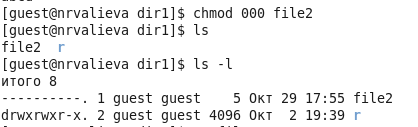 [guest@nrvalieva dir1]$ chmod 000 file2
[guest@nrvalieva dir1]$ ls
file2  r
[guest@nrvalieva dir1]$ ls -l
итого 8
----------. 1 guest guest    5 Окт 29 17:55 file2
drwxrwxr-x. 2 guest guest 4096 Окт  2 19:39 r